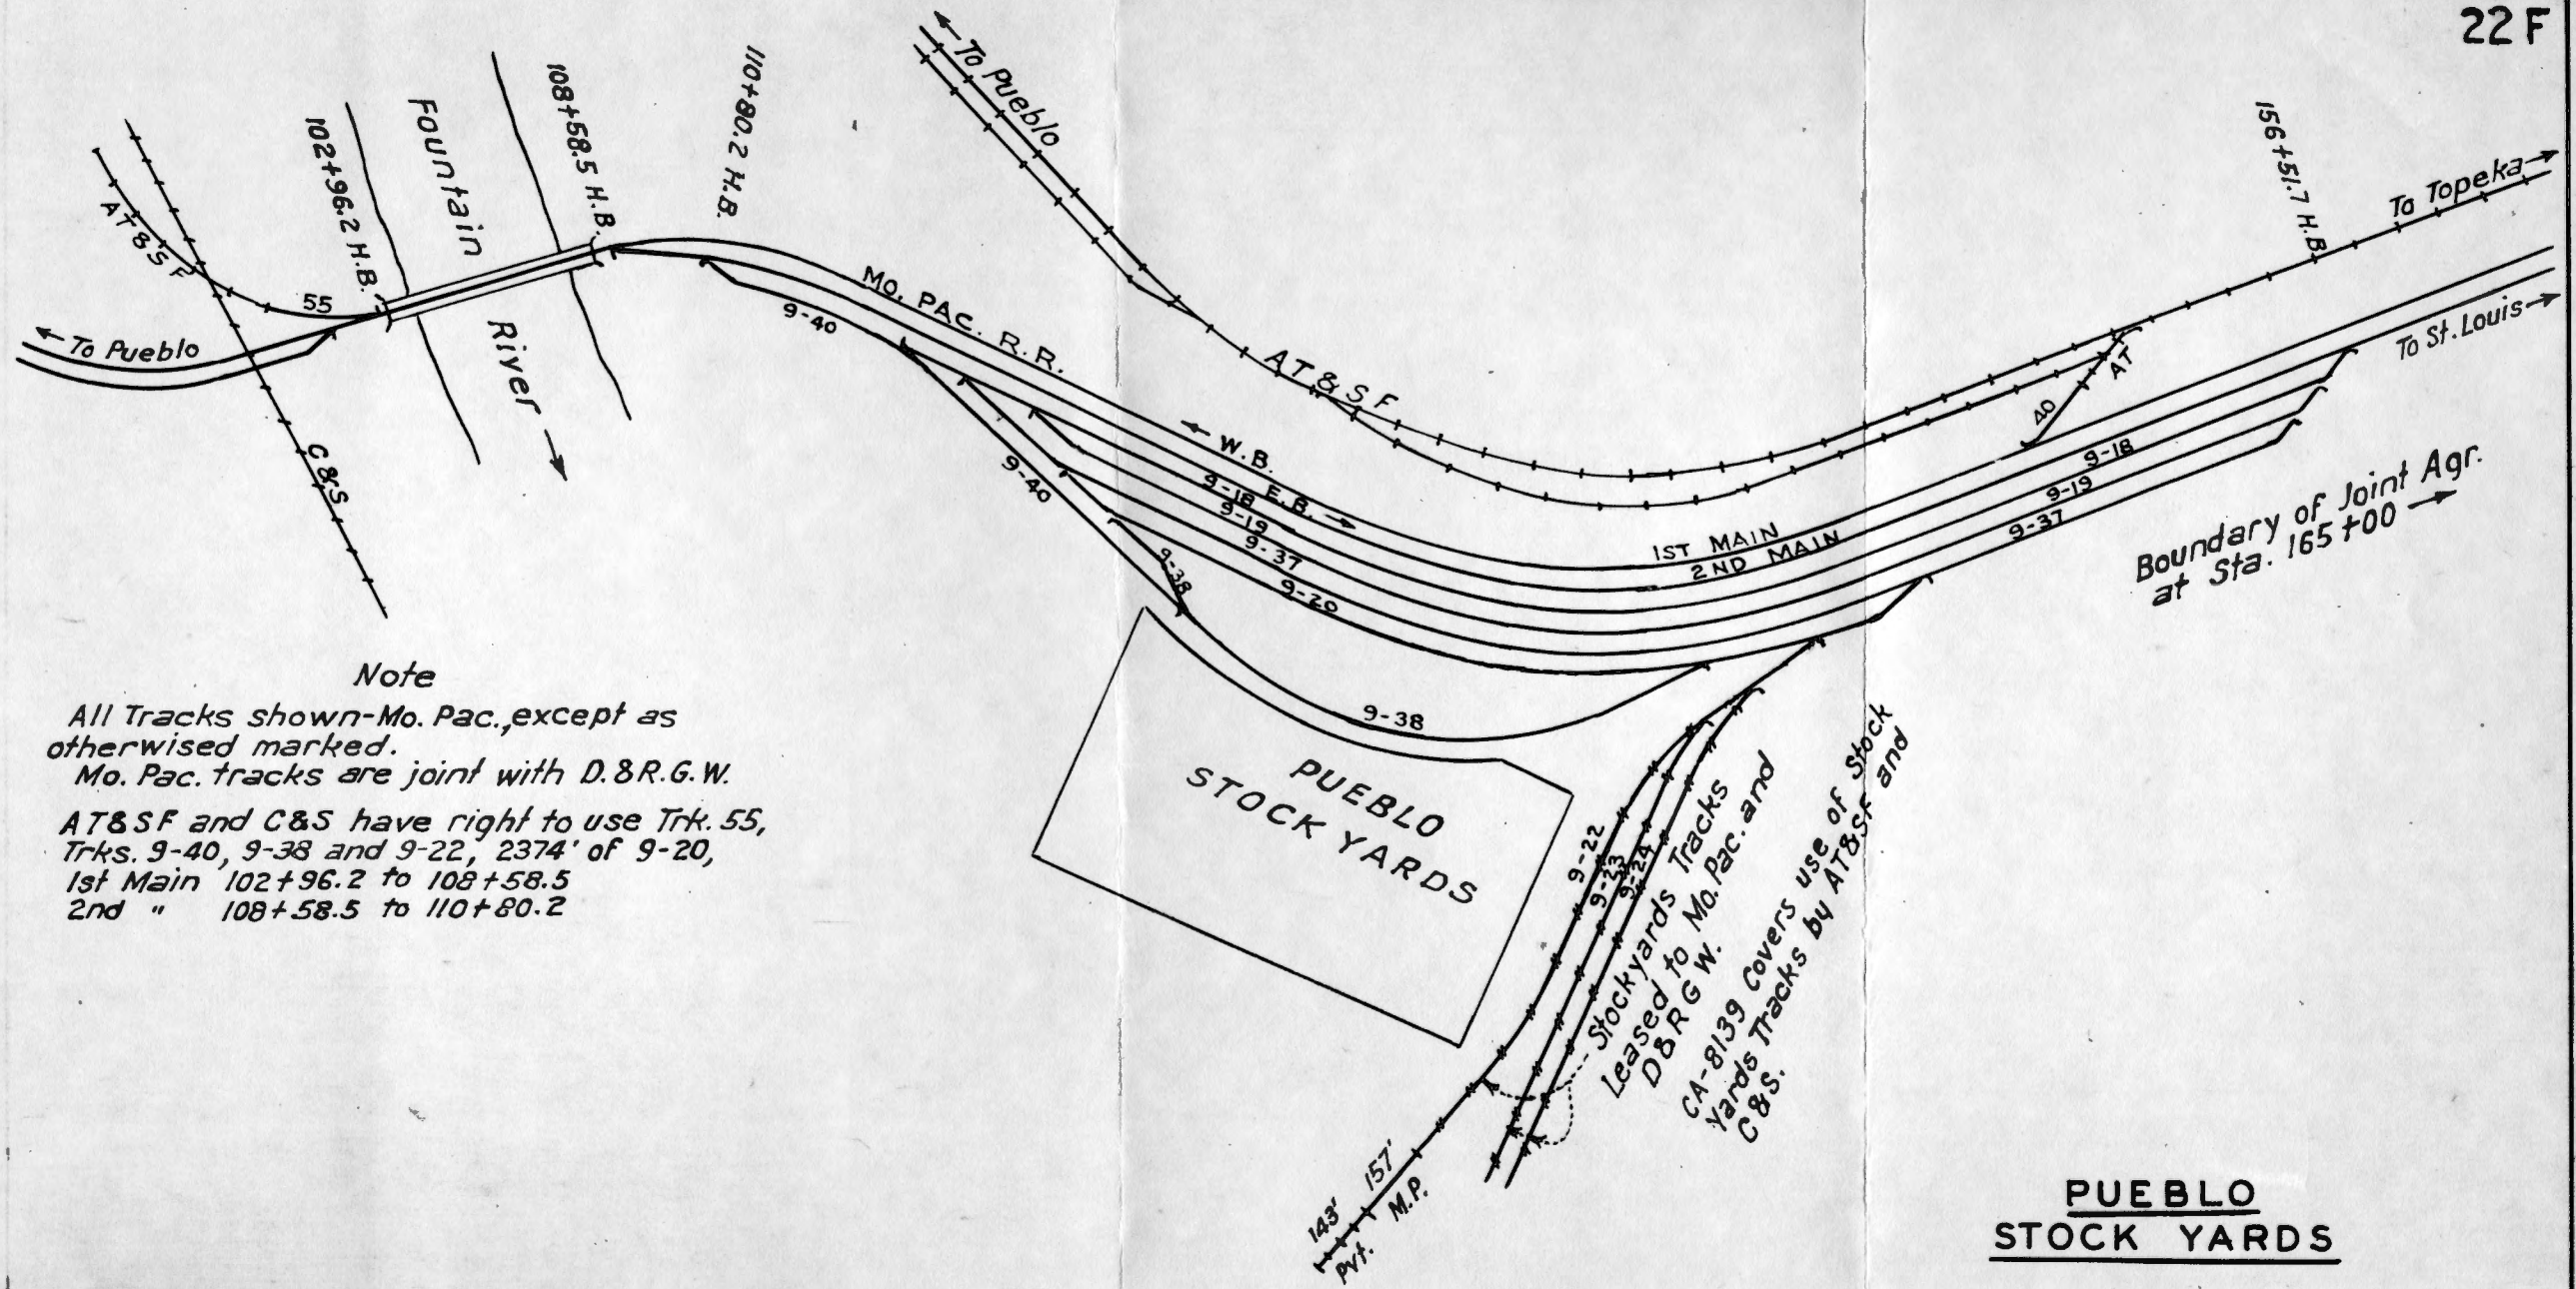 22 F
To Pueblo
110+80.2 H.B.
108+58.5 H.B.
Fountain
102+96.2 H.B.
156+51.7 H.B.
To Topeka
AT&SF
55
To Pueblo
River
C&S
MO. PAC. R. R.
9-40
AT & S F
To St. Louis
AT
40
W.B.
E.B.
9-18
9-19
9-37
9-20
9-40
9-38
1ST MAIN
2ND MAIN
9-18
9-19
9-37
Boundary of Joint Agr.
at Sta. 165+00
Note
All Tracks shown-Mo. Pac., except as
otherwised marked.
Mo. Pac. tracks are joint with D.&R.G.W.
AT&SF and C&S have right to use Trk. 55,
Trks. 9-40, 9-38 and 9-22, 2374' of 9-20,
1st Main 102+96.2 to 108+58.5
2nd " 108+58.5 to 110+80.2
9-38
PUEBLO
STOCK YARDS
9-22
9-23
9-24
Stockyards Tracks
Leased to Mo. Pac. and
D&RGW.
CA-8139 Covers use of Stock
Yards Tracks by AT&SF and
C&S.
157'
M.P.
143'
Pvt.
PUEBLO
STOCK YARDS